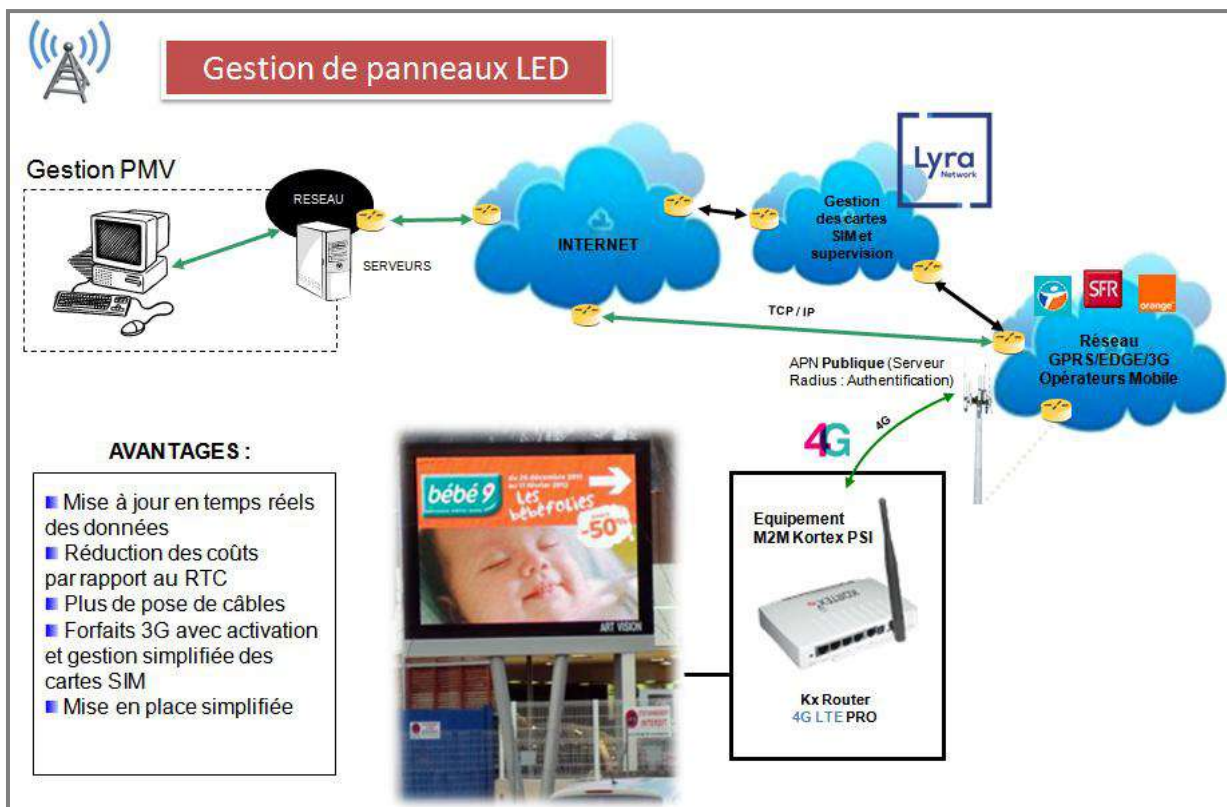 Gestion de panneaux LED
Gestion PMV
RESEAU
SERVEURS
INTERNET
Lyra
Network
Gestion
des cartes
SIM et
supervision
TCP / IP
SFR
orange
Réseau
GPRS/EDGE/3G
Opérateurs Mobile
APN Publique (Serveur
Radius : Authentification)
4G
4G
AVANTAGES :
Mise à jour en temps réels
des données
Réduction des coûts
par rapport au RTC
Plus de pose de câbles
Forfaits 3G avec activation
et gestion simplifiée des
cartes SIM
Mise en place simplifiée
bébé 9
Les
bébéfolies
-50%
ART VISION
Equipement
M2M Kortex PSI
KORTEX
Kx Router
4G LTE PRO